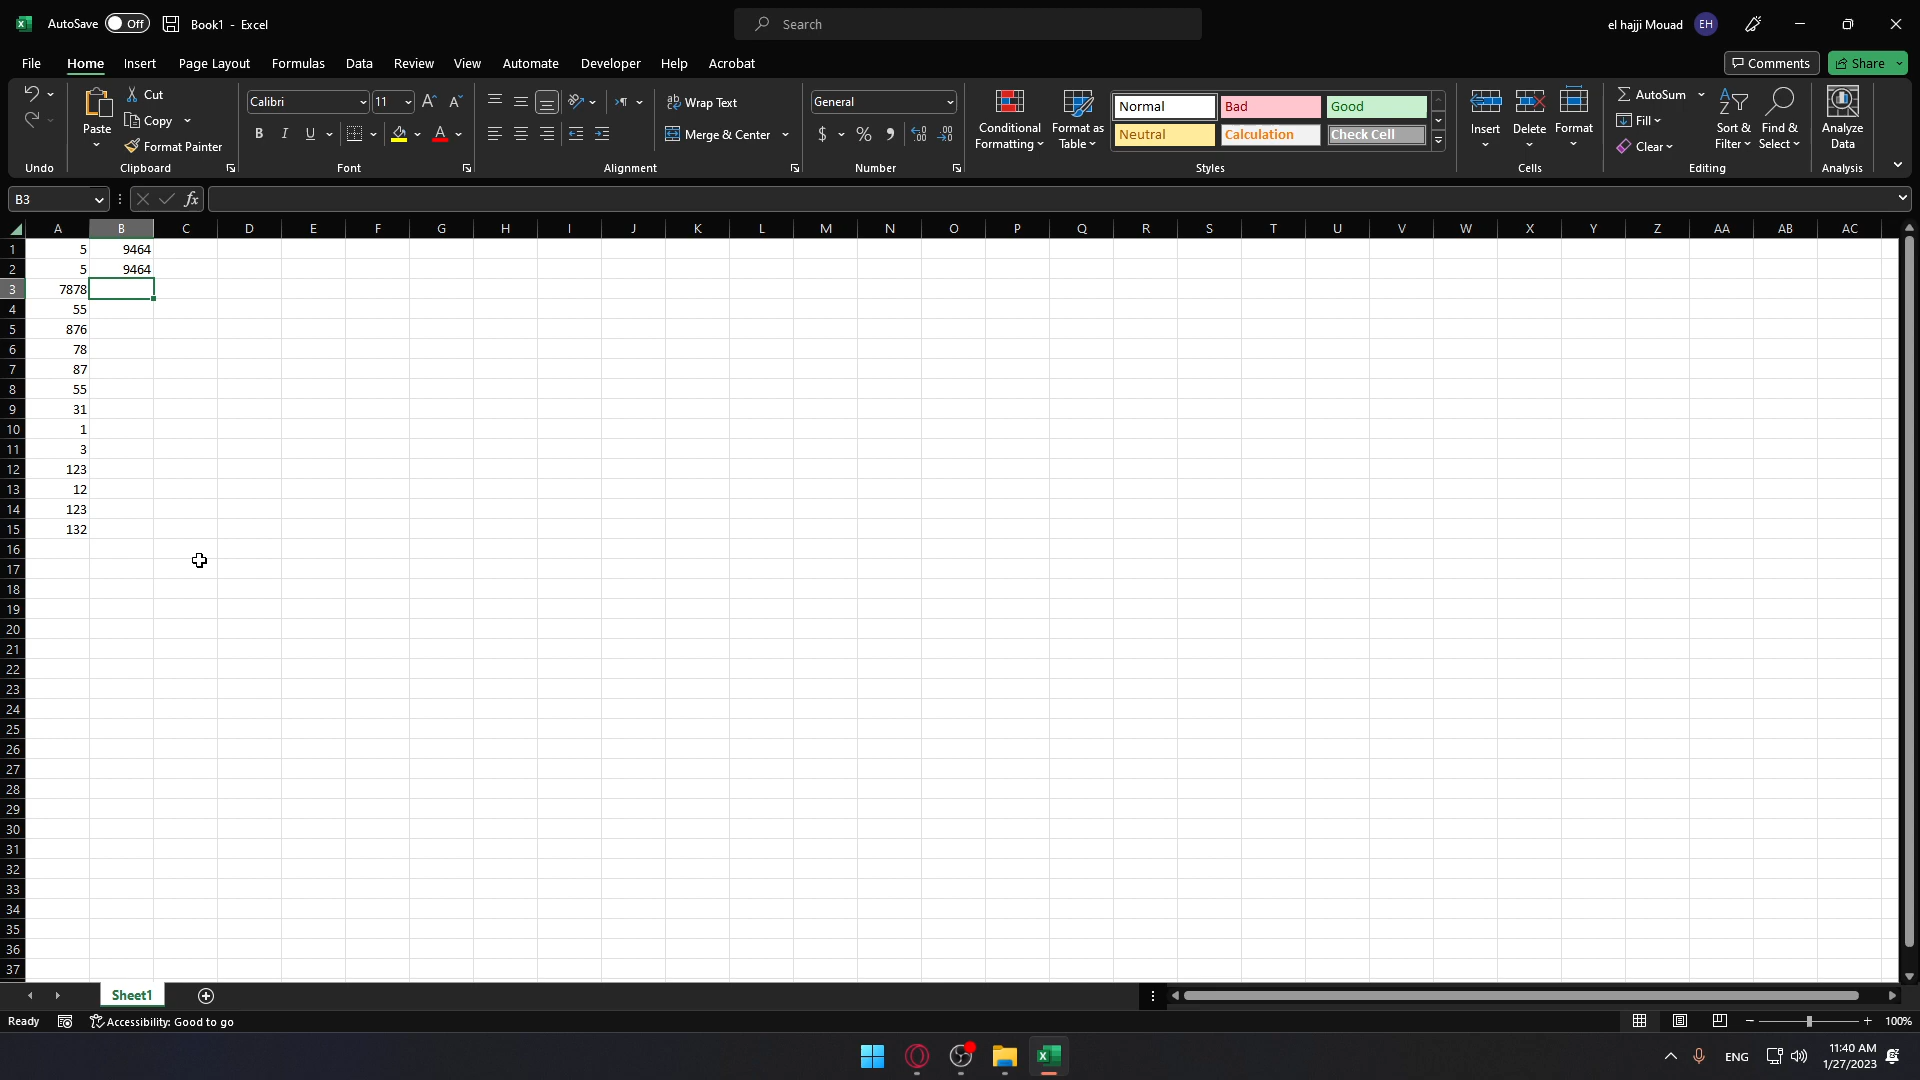 AutoSave Off Book1 - Excel Search el hajji Mouad EH
File Home Insert Page Layout Formulas Data Review View Automate Developer Help Acrobat Comments Share
Cut
Copy
Format Painter
Paste
Calibri 11
B I U A
Wrap Text
Merge & Center
General
$ %
Conditional Formatting
Format as Table
Normal Bad Good
Neutral Calculation Check Cell
Insert Delete Format
AutoSum
Fill
Clear
Sort & Filter
Find & Select
Analyze Data
Undo Clipboard Font Alignment Number Styles Cells Editing Analysis
B3 fx
A B C D E F G H I J K L M N O P Q R S T U V W X Y Z AA AB AC
1 5 9464
2 5 9464
3 7878
4 55
5 876
6 78
7 87
8 55
9 31
10 1
11 3
12 123
13 12
14 123
15 132
16
17
18
19
20
21
22
23
24
25
26
27
28
29
30
31
32
33
34
35
36
37
Sheet1
Ready Accessibility: Good to go 100%
ENG 11:40 AM
1/27/2023